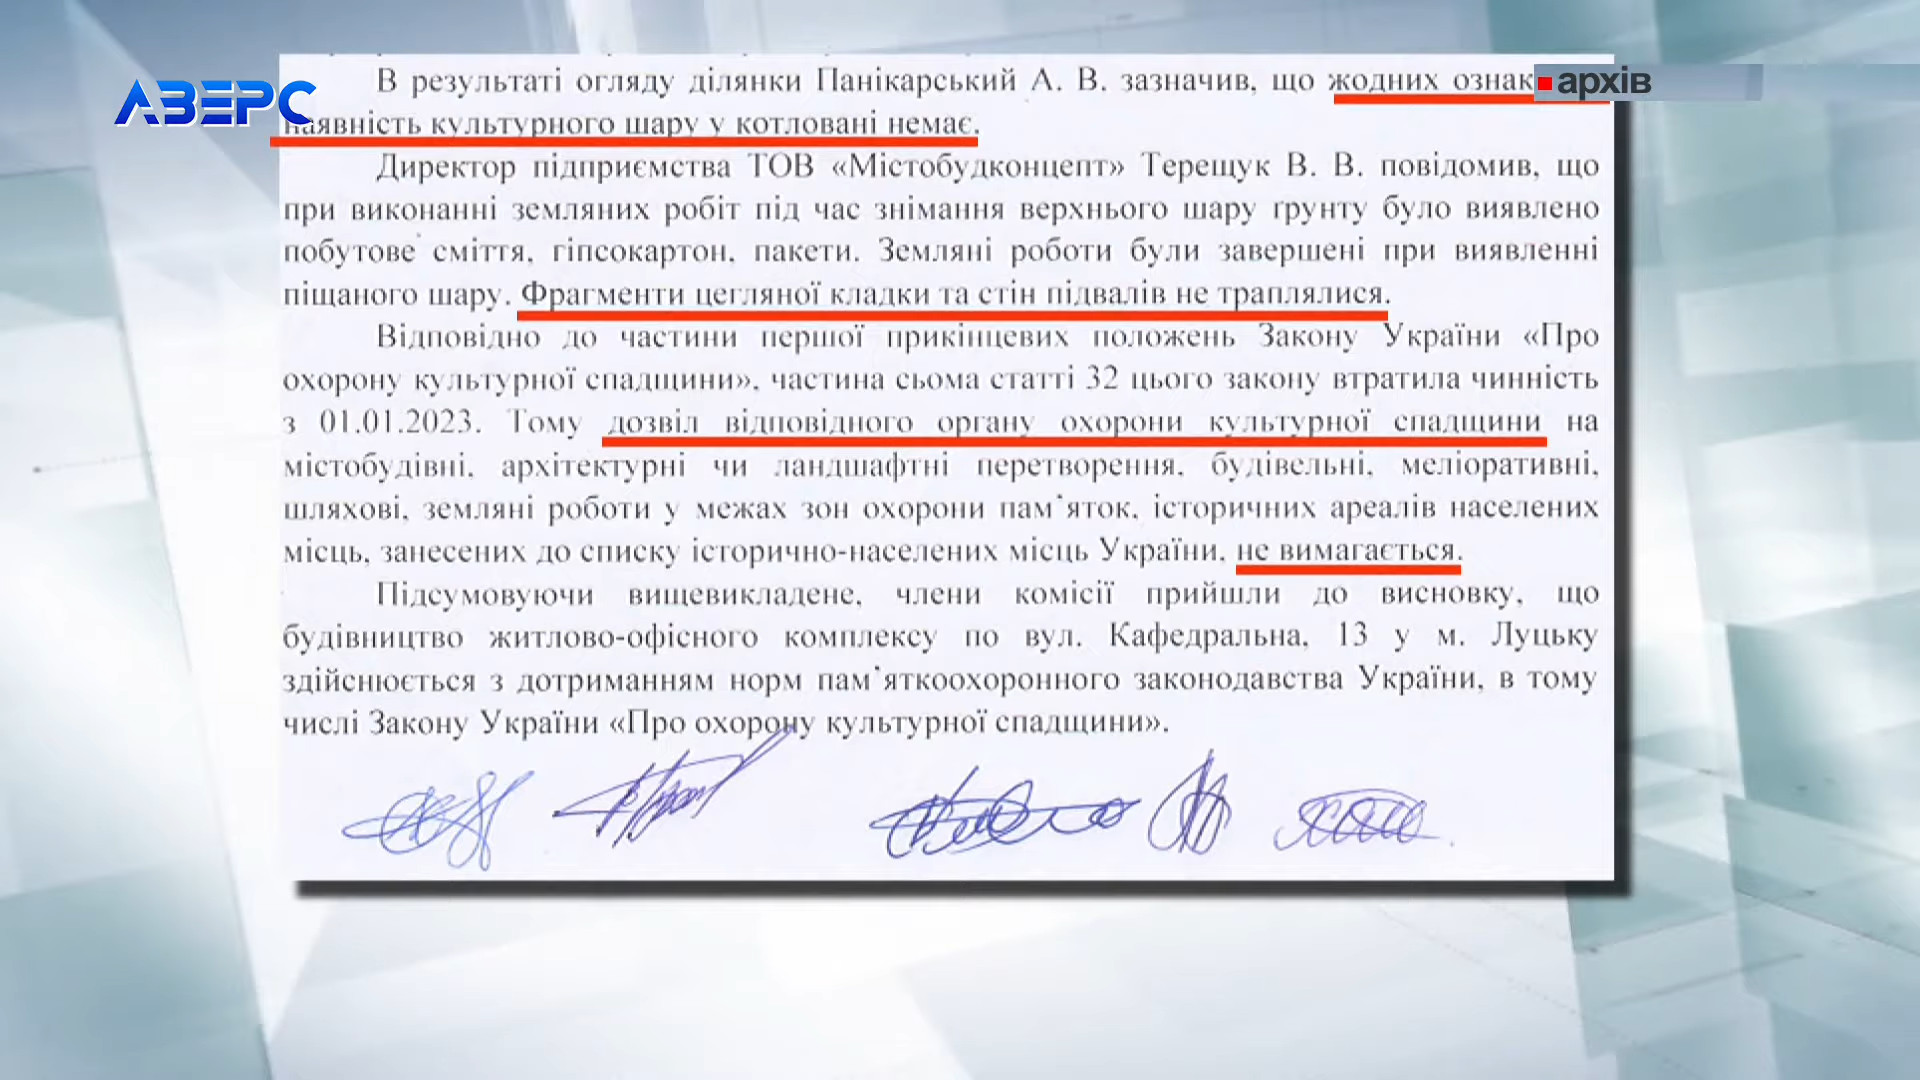 АВЕРС
архів
В результаті огляду ділянки Панікарський А. В. зазначив, що жодних ознак
наявність культурного шару у котловані немає.
Директор підприємства ТОВ «Містобудконцепт» Терещук В. В. повідомив, що
при виконанні земляних робіт під час знімання верхнього шару ґрунту було виявлено
побутове сміття, гіпсокартон, пакети. Земляні роботи були завершені при виявленні
піщаного шару. Фрагменти цегляної кладки та стін підвалів не траплялися.
Відповідно до частини першої прикінцевих положень Закону України «Про
охорону культурної спадщини», частина сьома статті 32 цього закону втратила чинність
з 01.01.2023. Тому дозвіл відповідного органу охорони культурної спадщини на
містобудівні, архітектурні чи ландшафтні перетворення, будівельні, меліоративні,
шляхові, земляні роботи у межах зон охорони пам`яток, історичних ареалів населених
місць, занесених до списку історично-населених місць України, не вимагається.
Підсумовуючи вищевикладене, члени комісії прийшли до висновку, що
будівництво житлово-офісного комплексу по вул. Кафедральна, 13 у м. Луцьку
здійснюється з дотриманням норм пам`яткоохоронного законодавства України, в тому
числі Закону України «Про охорону культурної спадщини».